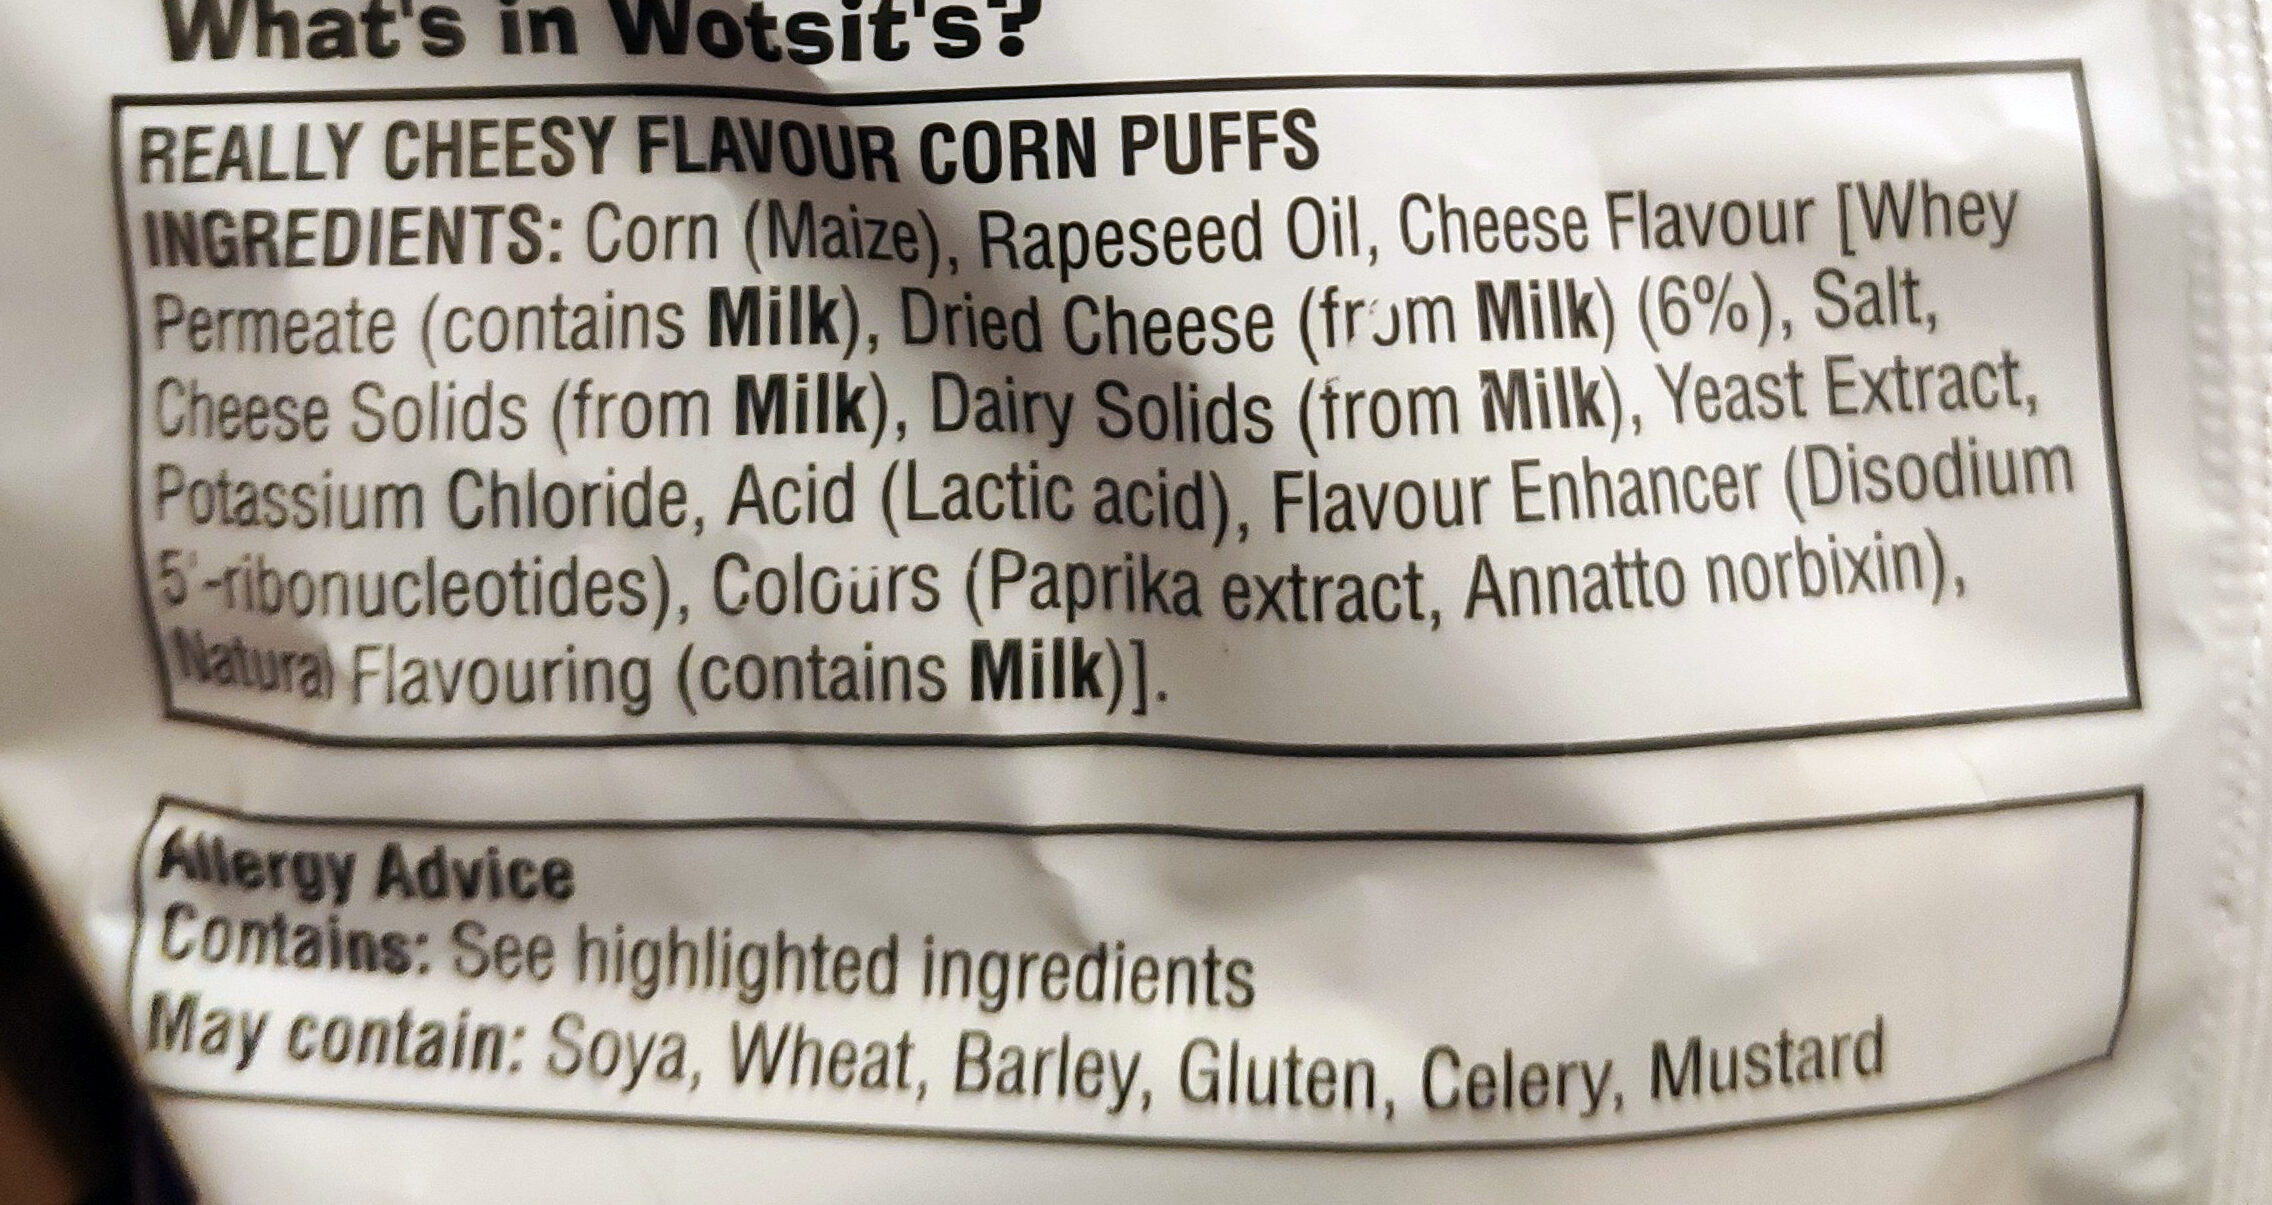 What's in Wotsit's?
REALLY CHEESY FLAVOUR CORN PUFFS
INGREDIENTS: Corn (Maize), Rapeseed Oil, Cheese Flavour [Whey
Permeate (contains Milk), Dried Cheese (from Milk) (6%), Salt,
Cheese Solids (from Milk), Dairy Solids (from Milk), Yeast Extract,
Potassium Chloride, Acid (Lactic acid), Flavour Enhancer (Disodium
5'-ribonucleotides), Colours (Paprika extract, Annatto norbixin),
Natural Flavouring (contains Milk)].
Allergy Advice
Contains: See highlighted ingredients
May contain: Soya, Wheat, Barley, Gluten, Celery, Mustard